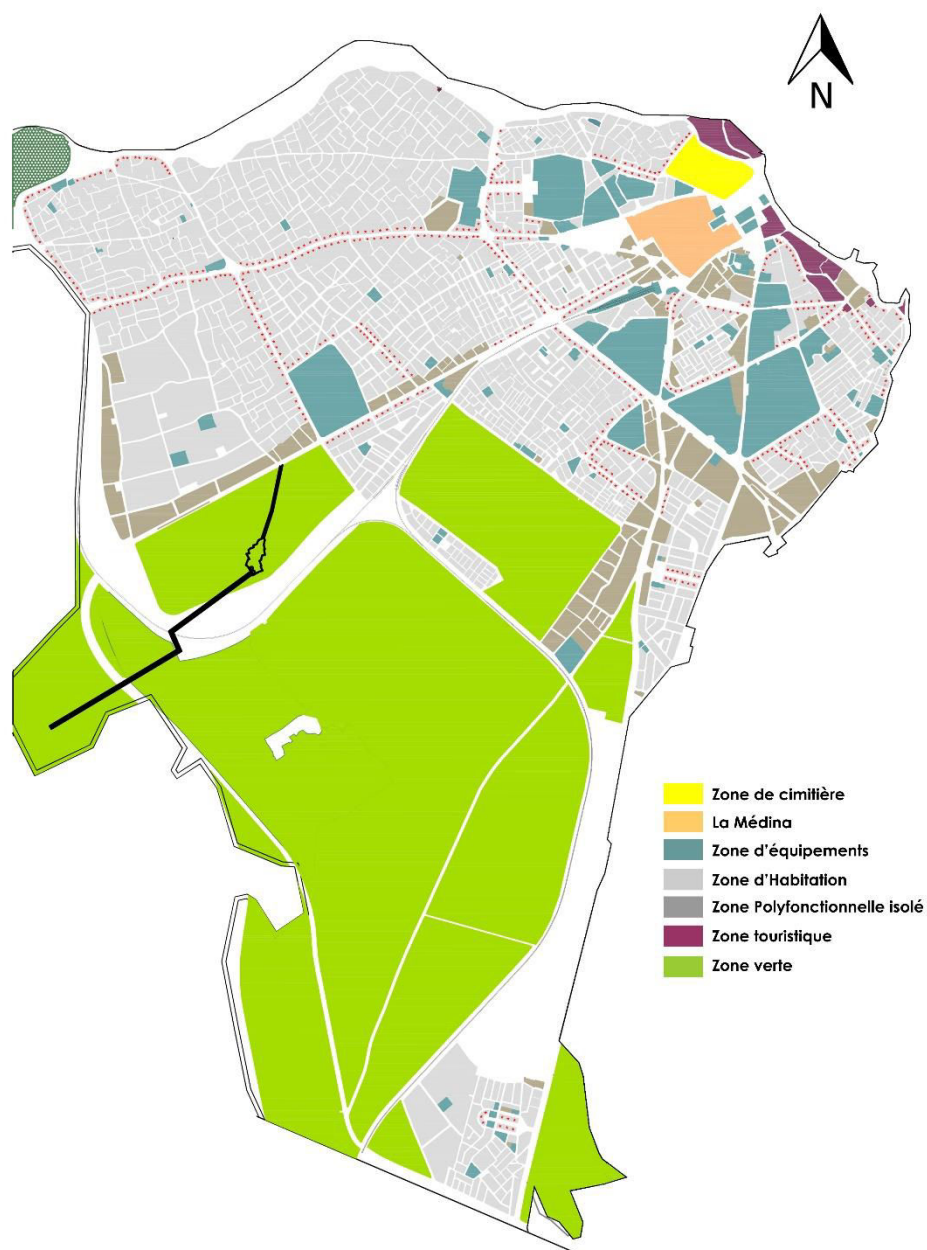 N
Zone de cimitière
La Médina
Zone d'équipements
Zone d'Habitation
Zone Polyfonctionnelle isolé
Zone touristique
Zone verte